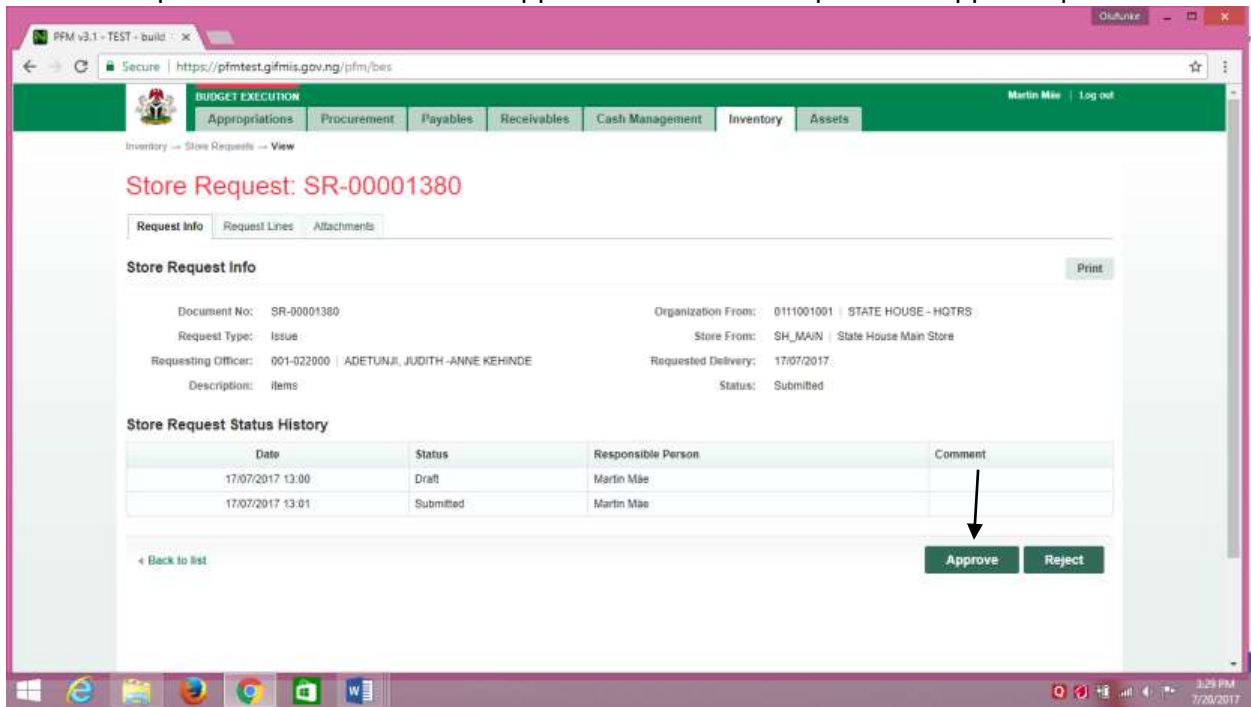 Olufunke
PFM v3.1 - TEST - build
Secure | https://pfmtest.gifmis.gov.ng/pfm/bes
BUDGET EXECUTION
Martin Mäe | Log out
Appropriations Procurement Payables Receivables Cash Management Inventory Assets
Inventory → Store Requests → View
Store Request: SR-00001380
Request Info Request Lines Attachments
Store Request Info
Print
Document No: SR-00001380 Organization From: 0111001001 | STATE HOUSE - HQTRS
Request Type: Issue Store From: SH_MAIN | State House Main Store
Requesting Officer: 001-022000 | ADETUNJI, JUDITH -ANNE KEHINDE Requested Delivery: 17/07/2017
Description: items Status: Submitted
Store Request Status History
Date Status Responsible Person Comment
17/07/2017 13:00 Draft Martin Mäe
17/07/2017 13:01 Submitted Martin Mäe
Back to list
Approve Reject
3:29 PM
7/20/2017